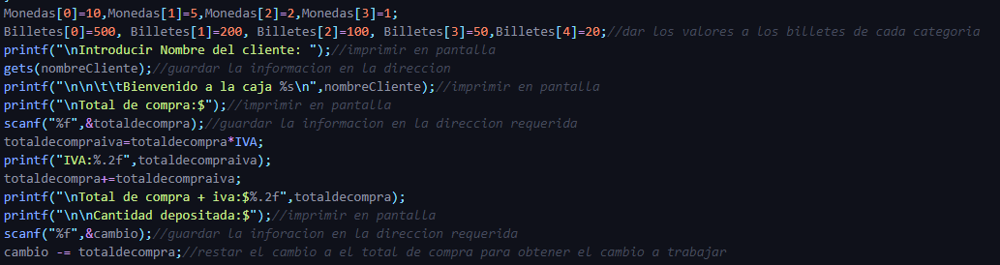 Monedas[0]=10,Monedas[1]=5,Monedas[2]=2,Monedas[3]=1;
Billetes[0]=500, Billetes[1]=200, Billetes[2]=100, Billetes[3]=50,Billetes[4]=20;//dar los valores a los billetes de cada categoria
printf("\nIntroducir Nombre del cliente: ");//imprimir en pantalla
gets(nombreCliente);//guardar la informacion en la direccion
printf("\n\n\t\tBienvenido a la caja %s\n",nombreCliente);//imprimir en pantalla
printf("\nTotal de compra:$");//imprimir en pantalla
scanf("%f",&totaldecompra);//guardar la informacion en la direccion requerida
totaldecompraiva=totaldecompra*IVA;
printf("IVA:%.2f",totaldecompraiva);
totaldecompra+=totaldecompraiva;
printf("\nTotal de compra + iva:$%.2f",totaldecompra);
printf("\n\nCantidad depositada:$");//imprimir en pantalla
scanf("%f",&cambio);//guardar la inforacion en la direccion requerida
cambio -= totaldecompra;//restar el cambio a el total de compra para obtener el cambio a trabajar